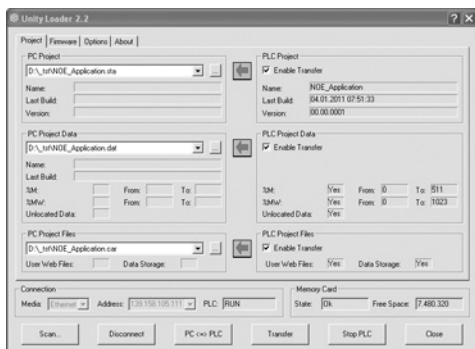 Unity Loader 2.2
Project Firmware Options About
PC Project
D:\_tst\NOE_Application.sta
...
Name:
Last Build:
Version:
PLC Project
Enable Transfer
Name: NOE_Application
Last Build: 04.01.2011 07:51:33
Version: 00.00.0001
PC Project Data
D:\_tst\NOE_Application.dat
...
Name:
Last Build:
%M: From: To:
%MW: From: To:
Unlocated Data:
PLC Project Data
Enable Transfer
%M: Yes From: 0 To: 511
%MW: Yes From: 0 To: 1023
Unlocated Data: Yes
PC Project Files
D:\_tst\NOE_Application.car
...
User Web Files: Data Storage:
PLC Project Files
Enable Transfer
User Web Files: Yes Data Storage: Yes
Connection
Media: Ethernet Address: 139.158.105.111 PLC: RUN
Memory Card
State: Ok Free Space: 7.480.320
Scan... Disconnect PC <=> PLC Transfer Stop PLC Close